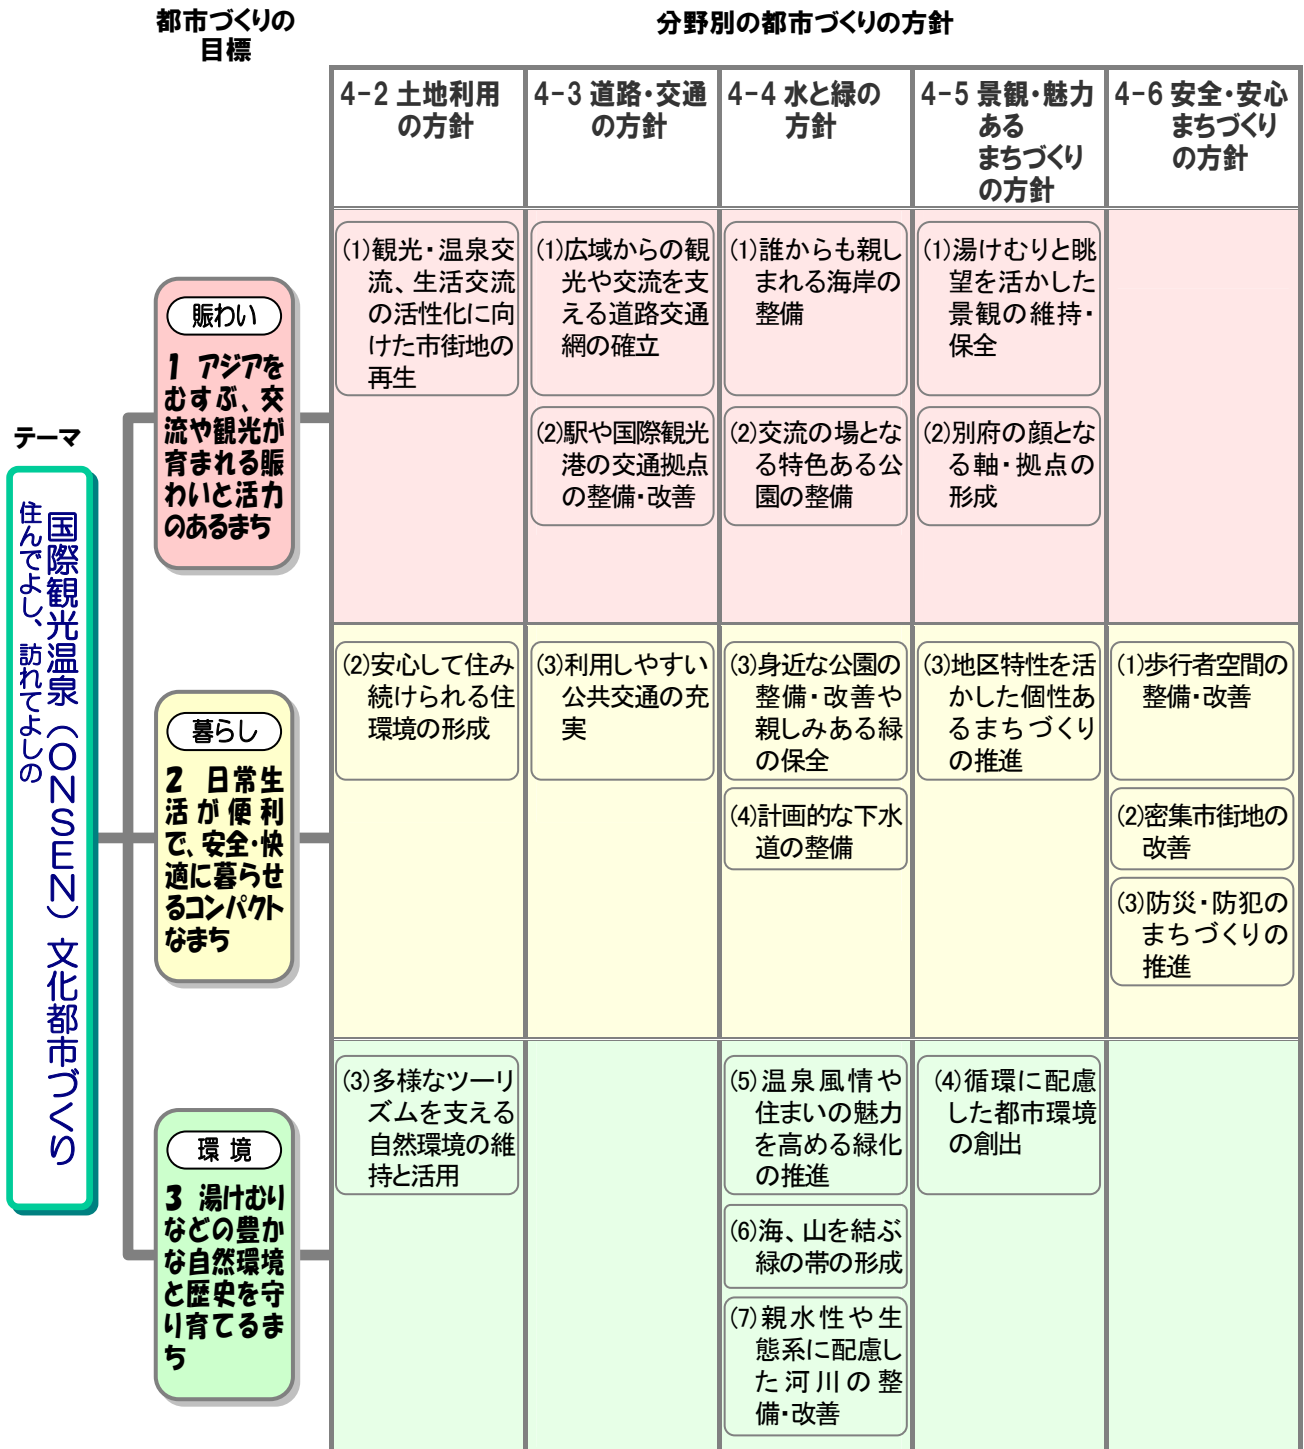 都市づくりの
目標
分野別の都市づくりの方針
4-2 土地利用
の方針
4-3 道路・交通
の方針
4-4 水と緑の
方針
4-5 景観・魅力
ある
まちづくり
の方針
4-6 安全・安心
まちづくり
の方針
テーマ
住んでよし、訪れてよしの
国際観光温泉（ONSEN）文化都市づくり
賑わい
1 アジアを
むすぶ、交
流や観光が
育まれる賑
わいと活力
のあるまち
(1)観光・温泉交
流、生活交流
の活性化に向
けた市街地の
再生
(1)広域からの観
光や交流を支
える道路交通
網の確立
(2)駅や国際観光
港の交通拠点
の整備・改善
(1)誰からも親し
まれる海岸の
整備
(2)交流の場とな
る特色ある公
園の整備
(1)湯けむりと眺
望を活かした
景観の維持・
保全
(2)別府の顔とな
る軸・拠点の
形成
暮らし
2 日常生
活が便利
で、安全・快
適に暮らせ
るコンパクト
なまち
(2)安心して住み
続けられる住
環境の形成
(3)利用しやすい
公共交通の充
実
(3)身近な公園の
整備・改善や
親しみある緑
の保全
(4)計画的な下水
道の整備
(3)地区特性を活
かした個性あ
るまちづくり
の推進
(1)歩行者空間の
整備・改善
(2)密集市街地の
改善
(3)防災・防犯の
まちづくりの
推進
環 境
3 湯けむり
などの豊か
な自然環境
と歴史を守
り育てるま
ち
(3)多様なツーリ
ズムを支える
自然環境の維
持と活用
(5)温泉風情や
住まいの魅力
を高める緑化
の推進
(6)海、山を結ぶ
緑の帯の形成
(7)親水性や生
態系に配慮し
た河川の整
備・改善
(4)循環に配慮
した都市環境
の創出